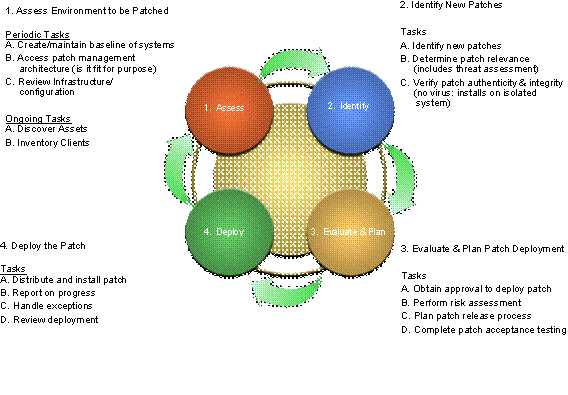 1. Assess Environment to be Patched
Periodic Tasks
A. Create/maintain baseline of systems
B. Access patch management
architecture (is it fit for purpose)
C. Review Infrastructure/
configuration
Ongoing Tasks
A. Discover Assets
B. Inventory Clients
2. Identify New Patches
Tasks
A. Identify new patches
B. Determine patch relevance
(includes threat assessment)
C. Verify patch authenticity & integrity
(no virus: installs on isolated
system)
1. Assess
2. Identify
4. Deploy
3. Evaluate & Plan
4. Deploy the Patch
Tasks
A. Distribute and install patch
B. Report on progress
C. Handle exceptions
D. Review deployment
3. Evaluate & Plan Patch Deployment
Tasks
A. Obtain approval to deploy patch
B. Perform risk assessment
C. Plan patch release process
D. Complete patch acceptance testing